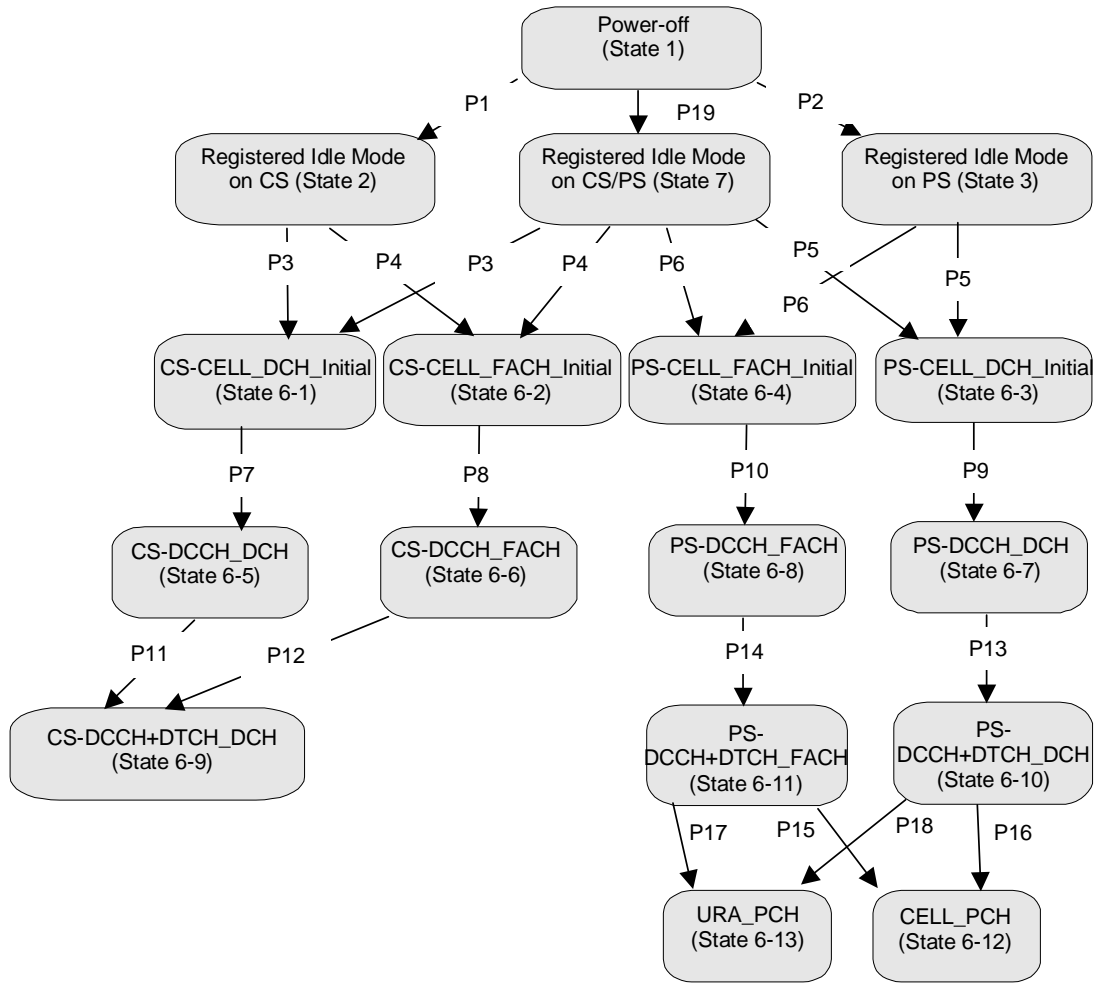 Power-off
(State 1)
P1
P19
P2
Registered Idle Mode
on CS (State 2)
Registered Idle Mode
on CS/PS (State 7)
Registered Idle Mode
on PS (State 3)
P3
P4
P3
P4
P6
P5
P6
P5
CS-CELL_DCH_Initial
(State 6-1)
CS-CELL_FACH_Initial
(State 6-2)
PS-CELL_FACH_Initial
(State 6-4)
PS-CELL_DCH_Initial
(State 6-3)
P7
P8
P10
P9
CS-DCCH_DCH
(State 6-5)
CS-DCCH_FACH
(State 6-6)
PS-DCCH_FACH
(State 6-8)
PS-DCCH_DCH
(State 6-7)
P11
P12
P14
P13
CS-DCCH+DTCH_DCH
(State 6-9)
PS-
DCCH+DTCH_FACH
(State 6-11)
PS-
DCCH+DTCH_DCH
(State 6-10)
P17
P15
P18
P16
URA_PCH
(State 6-13)
CELL_PCH
(State 6-12)